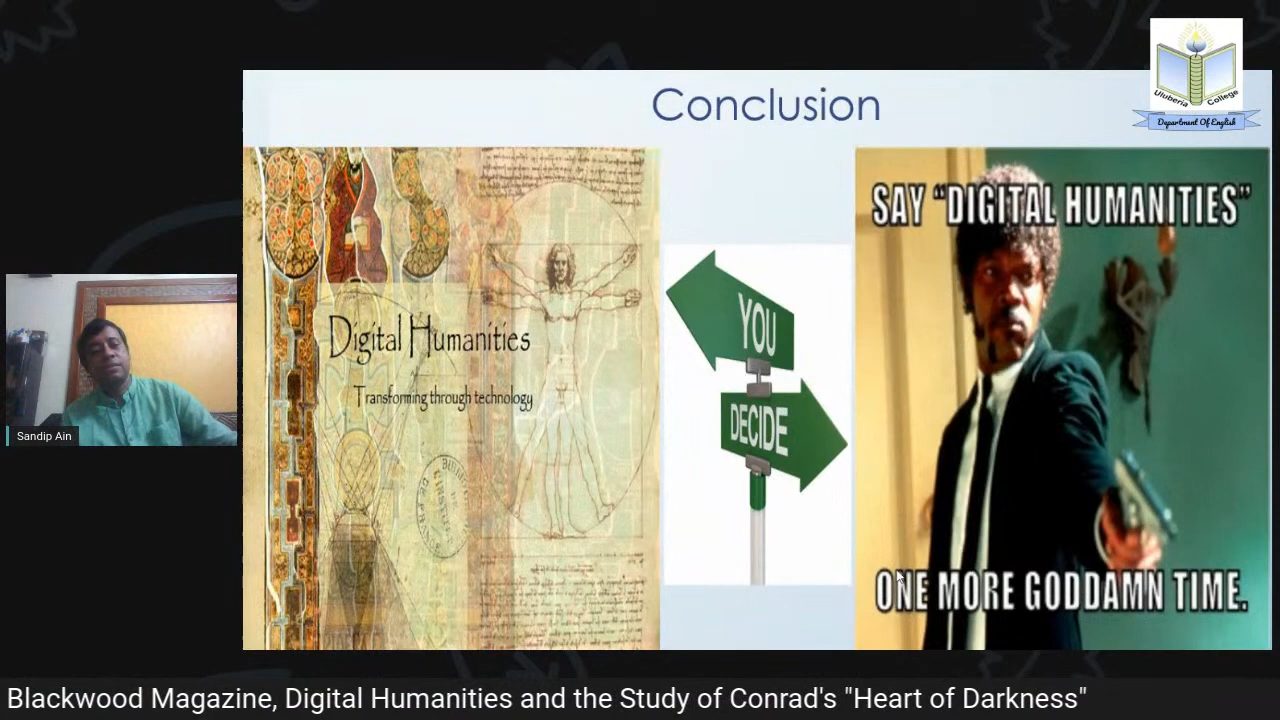 Conclusion
Uluberia College
Department Of English
Digital Humanities
Transforming through technology
YOU
DECIDE
SAY "DIGITAL HUMANITIES"
ONE MORE GODDAMN TIME.
Sandip Ain
Blackwood Magazine, Digital Humanities and the Study of Conrad's "Heart of Darkness"